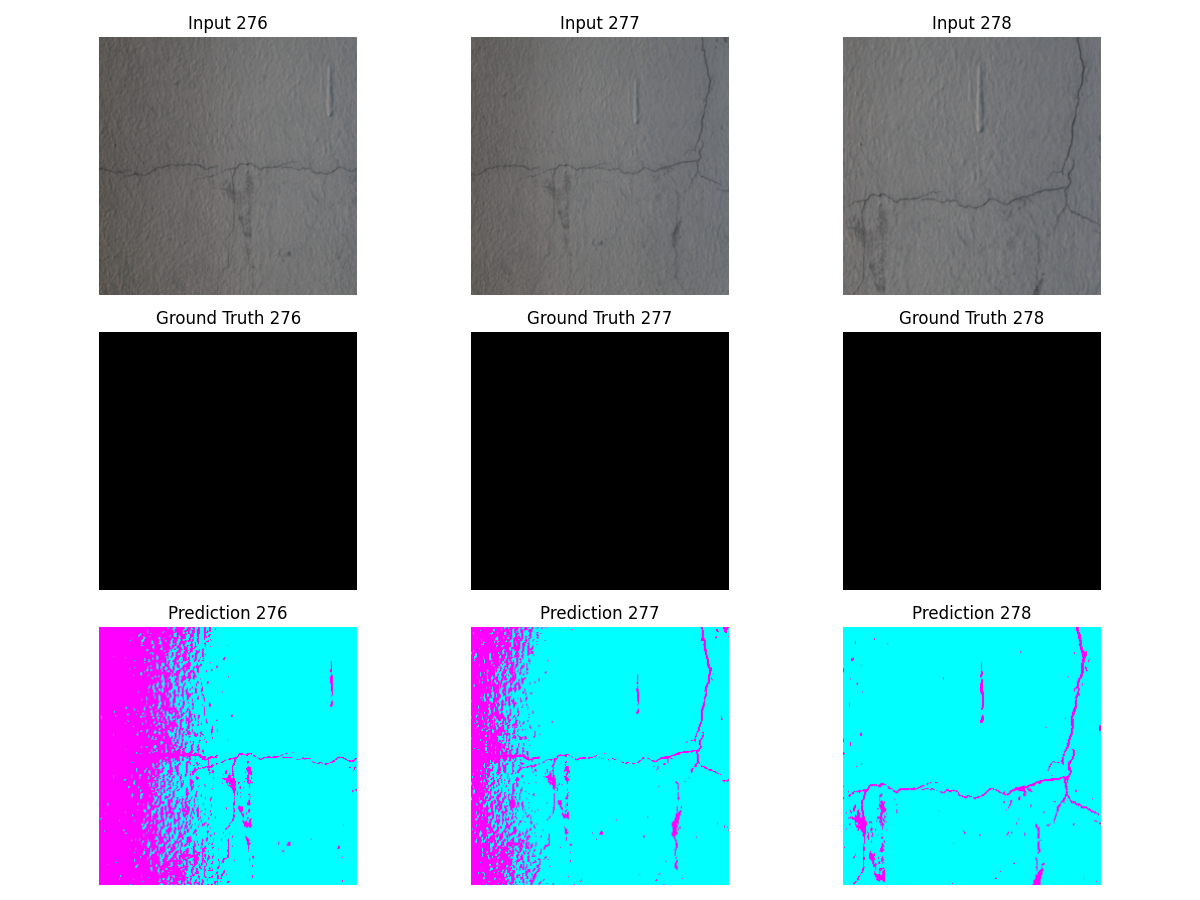 Input 276
Input 277
Input 278
Ground Truth 276
Ground Truth 277
Ground Truth 278
Prediction 276
Prediction 277
Prediction 278